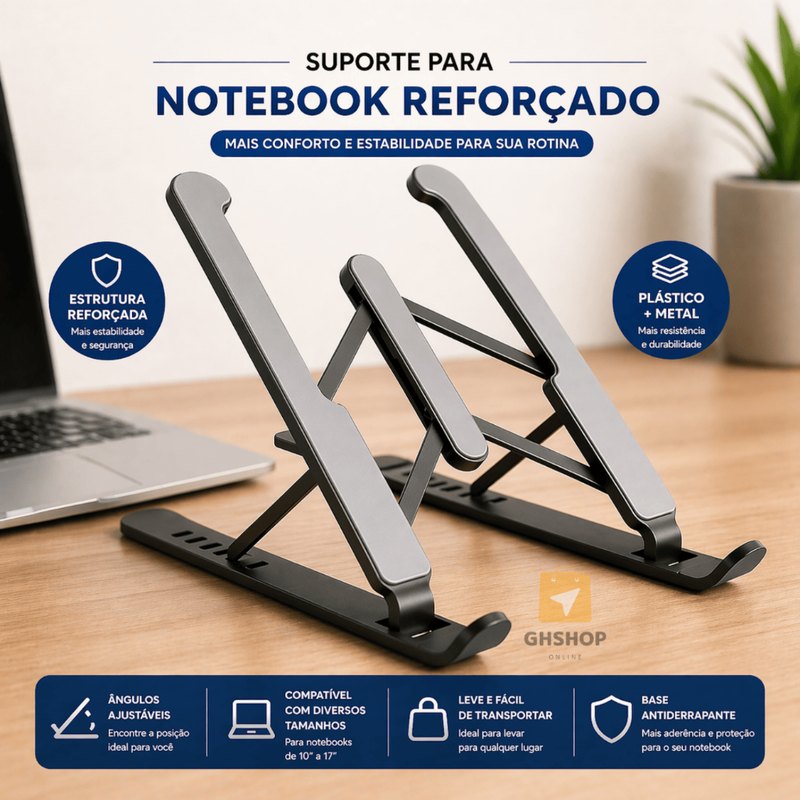 SUPORTE PARA
NOTEBOOK REFORÇADO
MAIS CONFORTO E ESTABILIDADE PARA SUA ROTINA
ESTRUTURA
REFORÇADA
Mais estabilidade
e segurança
PLÁSTICO
+ METAL
Mais resistência
e durabilidade
GHSHOP
ONLINE
ÂNGULOS
AJUSTÁVEIS
Encontre a posição
ideal para você
COMPATÍVEL
COM DIVERSOS
TAMANHOS
Para notebooks
de 10" a 17"
LEVE E FÁCIL
DE TRANSPORTAR
Ideal para levar
para qualquer lugar
BASE
ANTIDERRAPANTE
Mais aderência e proteção
para o seu notebook